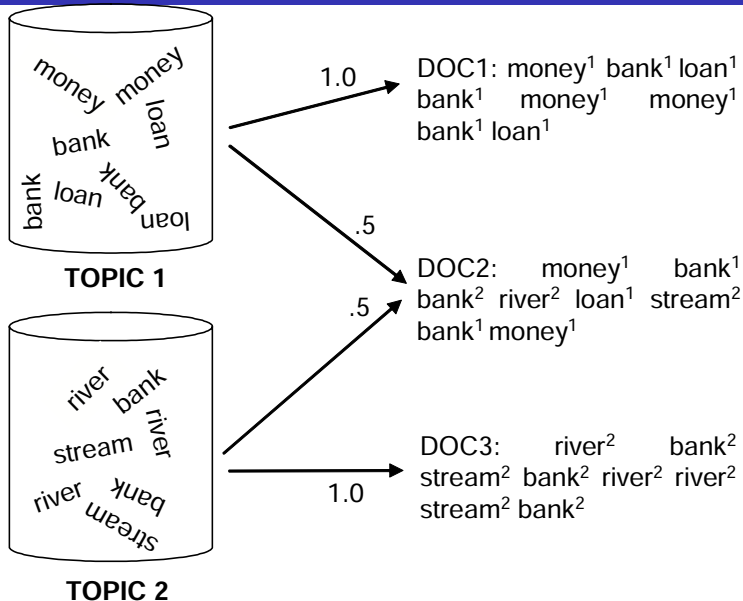 money money
loan
bank
bank loan bank
loan
TOPIC 1
1.0
.5
.5
1.0
DOC1: money¹ bank¹ loan¹
bank¹ money¹ money¹
bank¹ loan¹
DOC2: money¹ bank¹
bank² river² loan¹ stream²
bank¹ money¹
river bank
river
stream
river bank
stream
TOPIC 2
DOC3: river² bank²
stream² bank² river² river²
stream² bank²